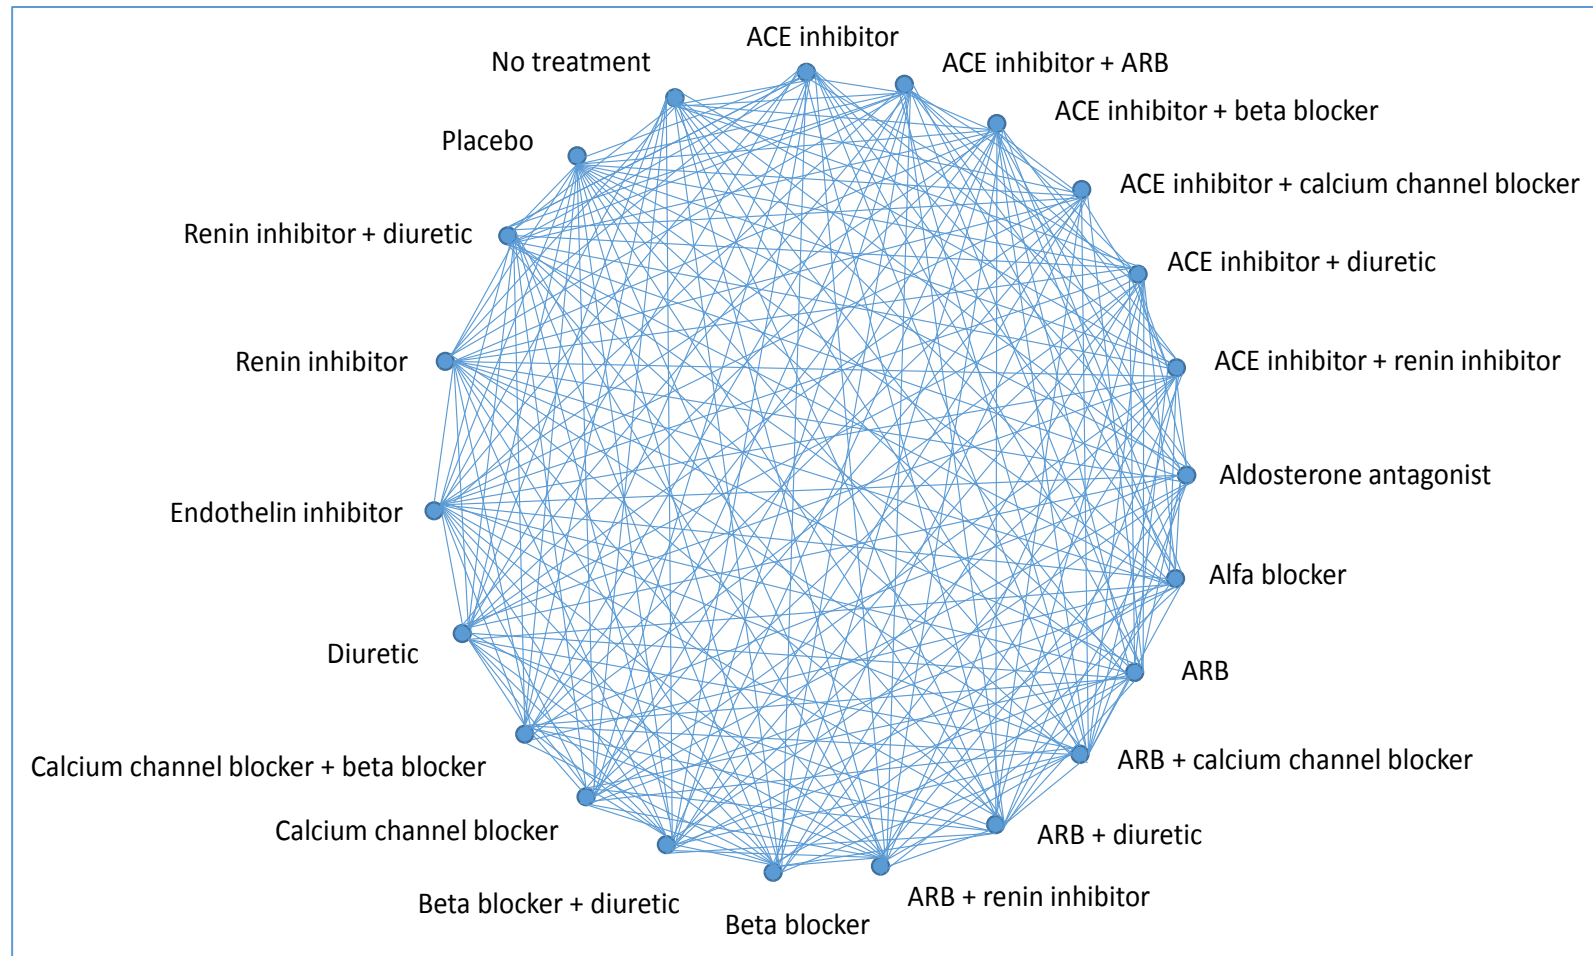 ACE inhibitor
ACE inhibitor + ARB
ACE inhibitor + beta blocker
ACE inhibitor + calcium channel blocker
ACE inhibitor + diuretic
ACE inhibitor + renin inhibitor
Aldosterone antagonist
Alfa blocker
ARB
ARB + calcium channel blocker
ARB + diuretic
ARB + renin inhibitor
Beta blocker
Beta blocker + diuretic
Calcium channel blocker
Calcium channel blocker + beta blocker
Diuretic
Endothelin inhibitor
Renin inhibitor
Renin inhibitor + diuretic
Placebo
No treatment